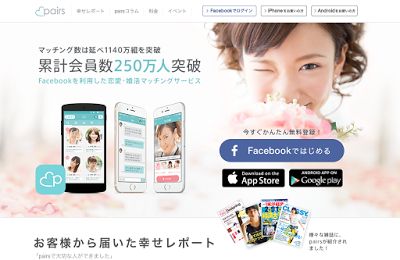 pairs
幸せレポート
pairsコラム
料金
イベント
Facebookでログイン
iPhoneをお使いの方
Androidをお使いの方
マッチング数は延べ1140万組を突破
累計会員数250万人突破
Facebookを利用した恋愛・婚活マッチングサービス
今すぐかんたん無料登録!
Facebookではじめる
Download on the
App Store
ANDROID APP ON
Google play
お客様から届いた幸せレポート
「pairsで大切な人ができました」
様々な雑誌に、
pairsが紹介され
ました!